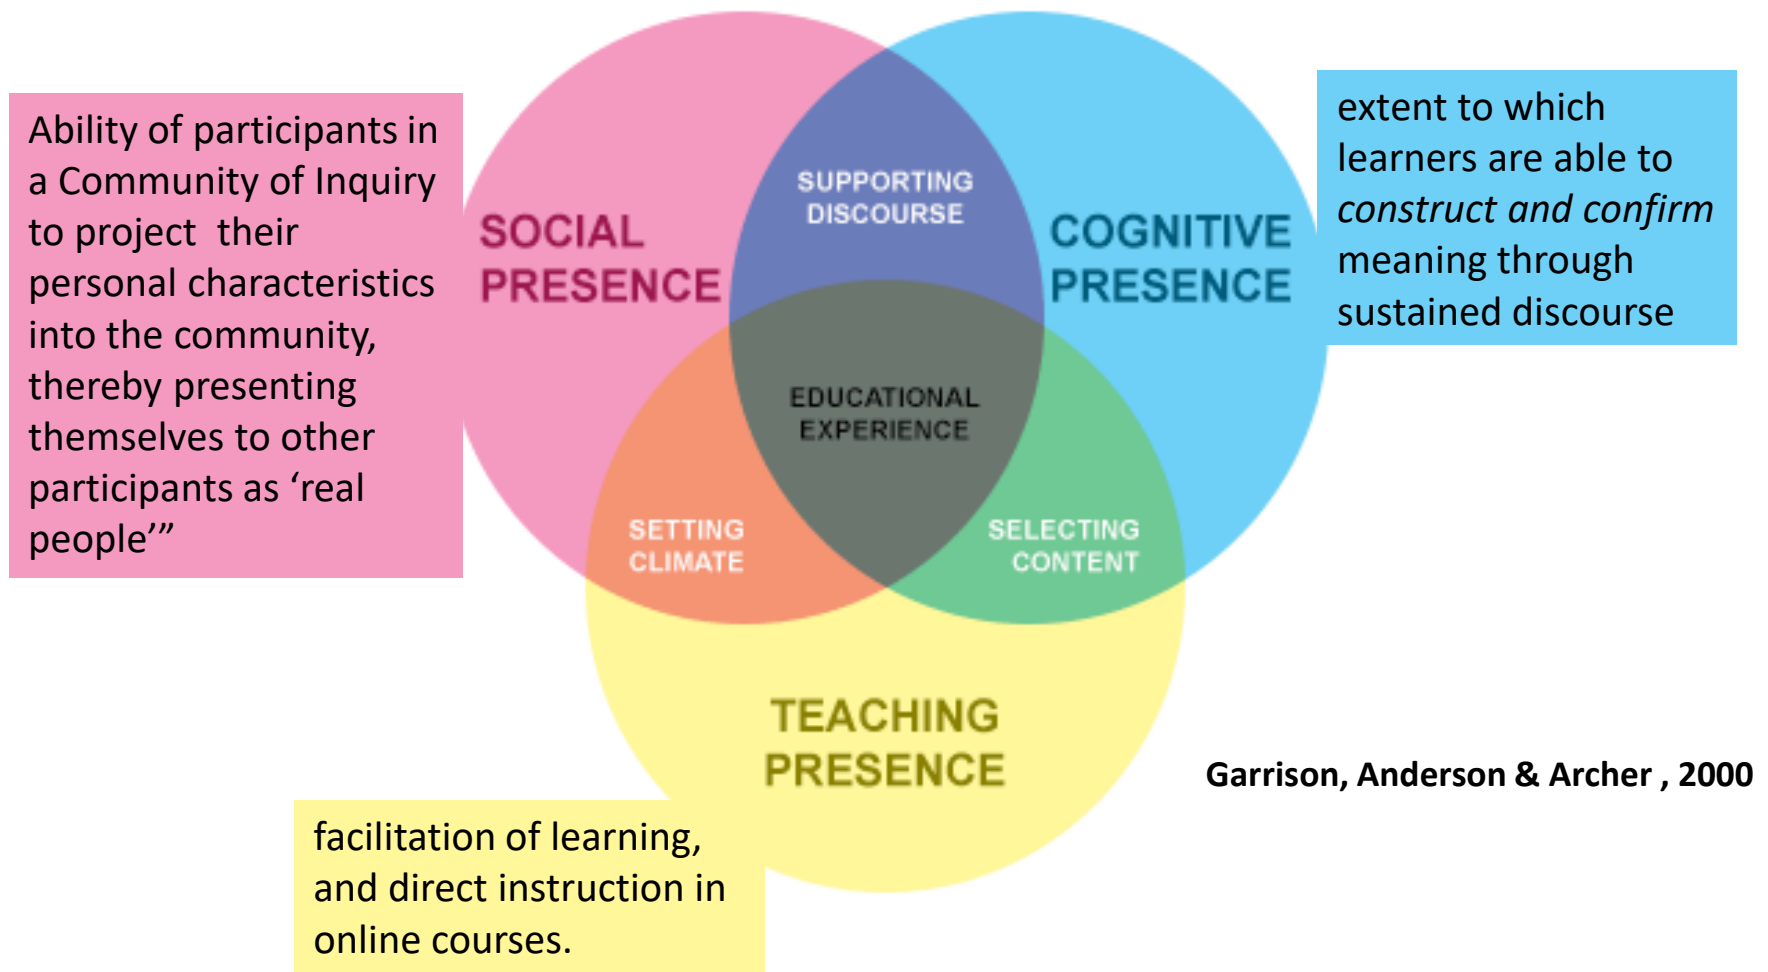 Ability of participants in
a Community of Inquiry
to project  their
personal characteristics
into the community,
thereby presenting
themselves to other
participants as ‘real
people’”
SOCIAL
PRESENCE
SUPPORTING
DISCOURSE
COGNITIVE
PRESENCE
extent to which
learners are able to
construct and confirm
meaning through
sustained discourse
EDUCATIONAL
EXPERIENCE
SETTING
CLIMATE
SELECTING
CONTENT
TEACHING
PRESENCE
Garrison, Anderson & Archer , 2000
facilitation of learning,
and direct instruction in
online courses.